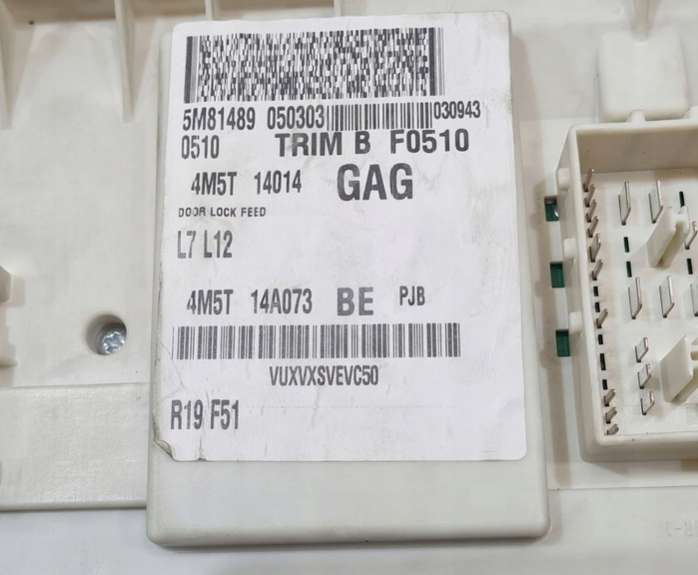 5M81489 050303 030943
0510 TRIM B F0510
4M5T 14014 GAG
DOOR LOCK FEED
L7 L12
4M5T 14A073 BE PJB
VUXVXSVEVC50
R19 F51